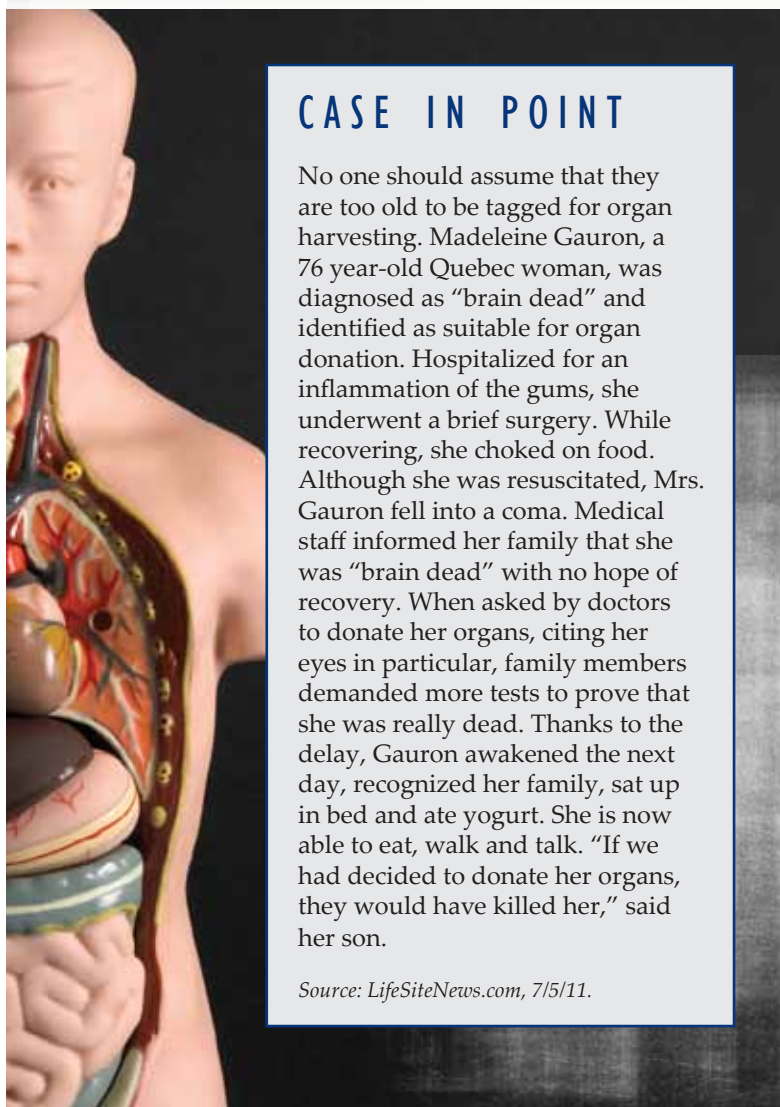 CASE IN POINT
No one should assume that they
are too old to be tagged for organ
harvesting. Madeleine Gauron, a
76 year-old Quebec woman, was
diagnosed as “brain dead” and
identified as suitable for organ
donation. Hospitalized for an
inflammation of the gums, she
underwent a brief surgery. While
recovering, she choked on food.
Although she was resuscitated, Mrs.
Gauron fell into a coma. Medical
staff informed her family that she
was “brain dead” with no hope of
recovery. When asked by doctors
to donate her organs, citing her
eyes in particular, family members
demanded more tests to prove that
she was really dead. Thanks to the
delay, Gauron awakened the next
day, recognized her family, sat up
in bed and ate yogurt. She is now
able to eat, walk and talk. “If we
had decided to donate her organs,
they would have killed her,” said
her son.
Source: LifeSiteNews.com, 7/5/11.